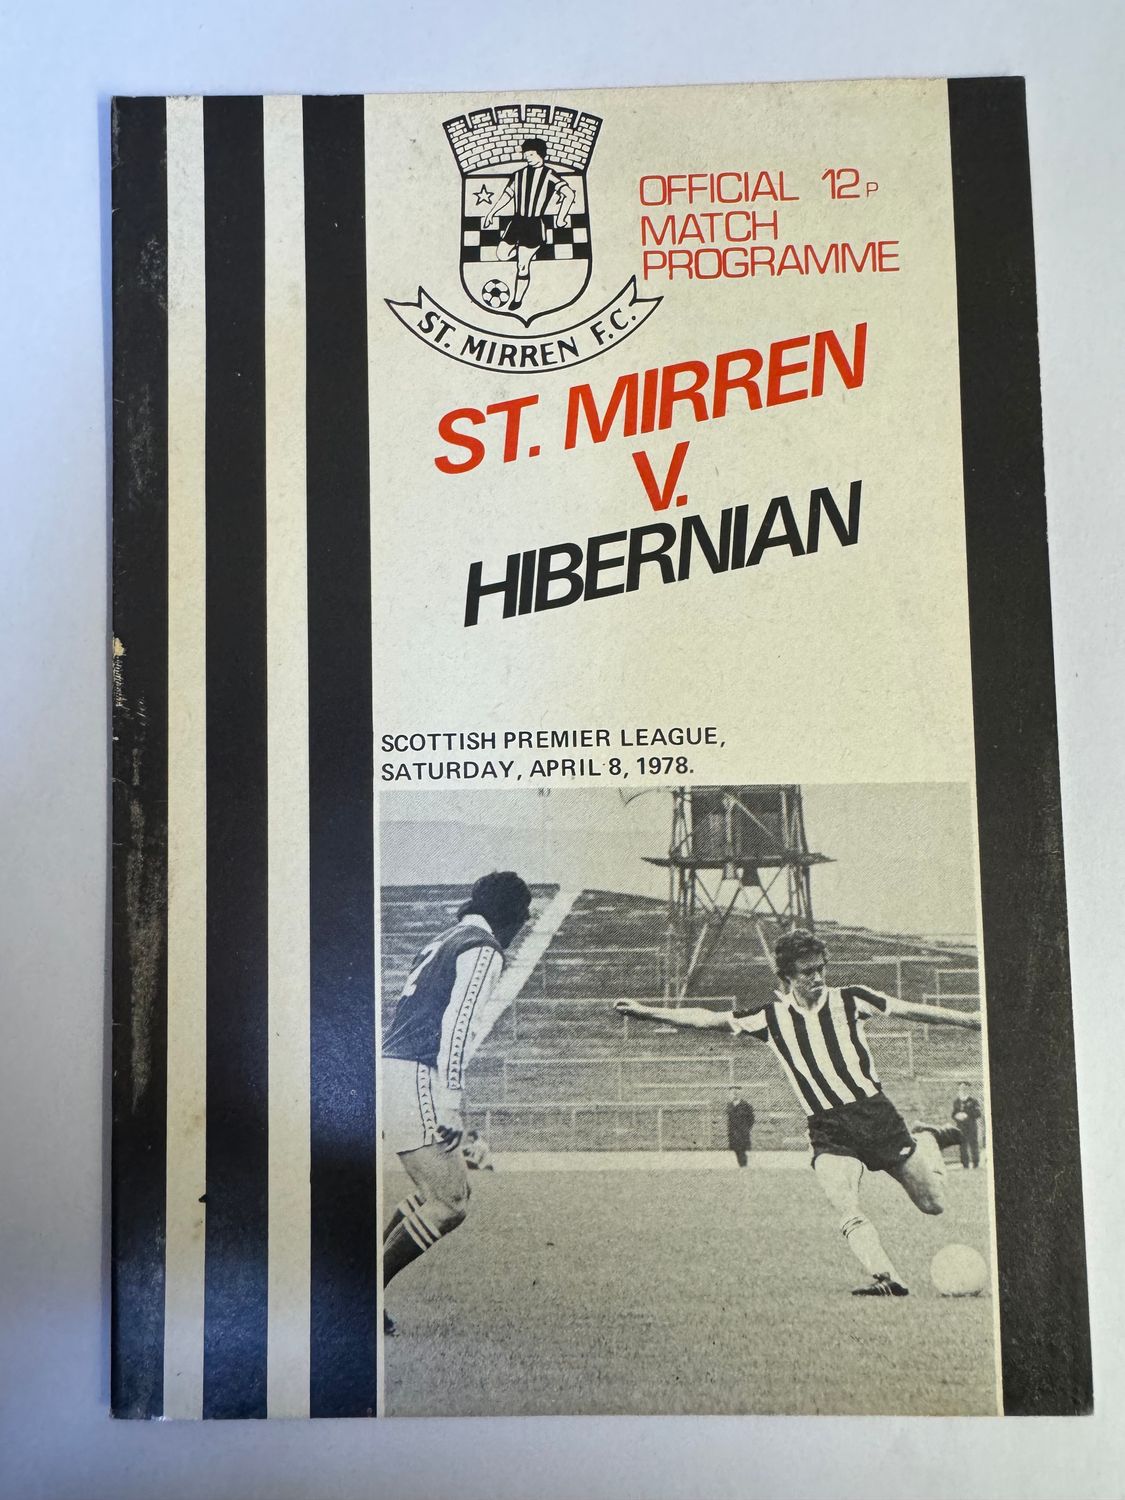 OFFICIAL 12P
MATCH
PROGRAMME
ST. MIRREN F.C.
ST. MIRREN
V.
HIBERNIAN
SCOTTISH PREMIER LEAGUE,
SATURDAY, APRIL 8, 1978.